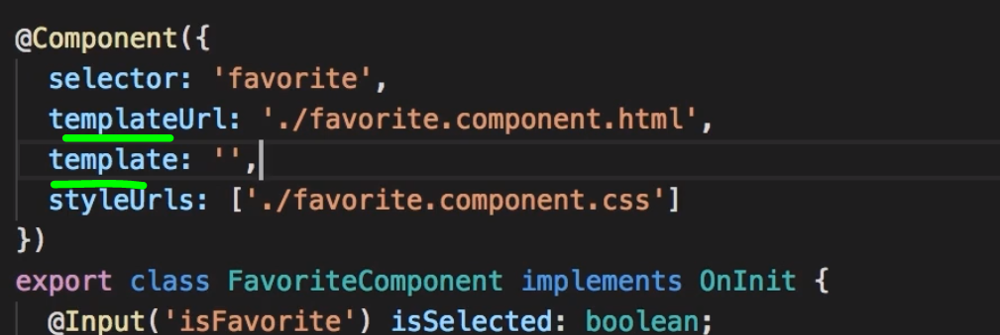 @Component({
selector: 'favorite',
templateUrl: './favorite.component.html',
template: '',
styleUrls: ['./favorite.component.css']
})
export class FavoriteComponent implements OnInit {
@Input('isFavorite') isSelected: boolean;